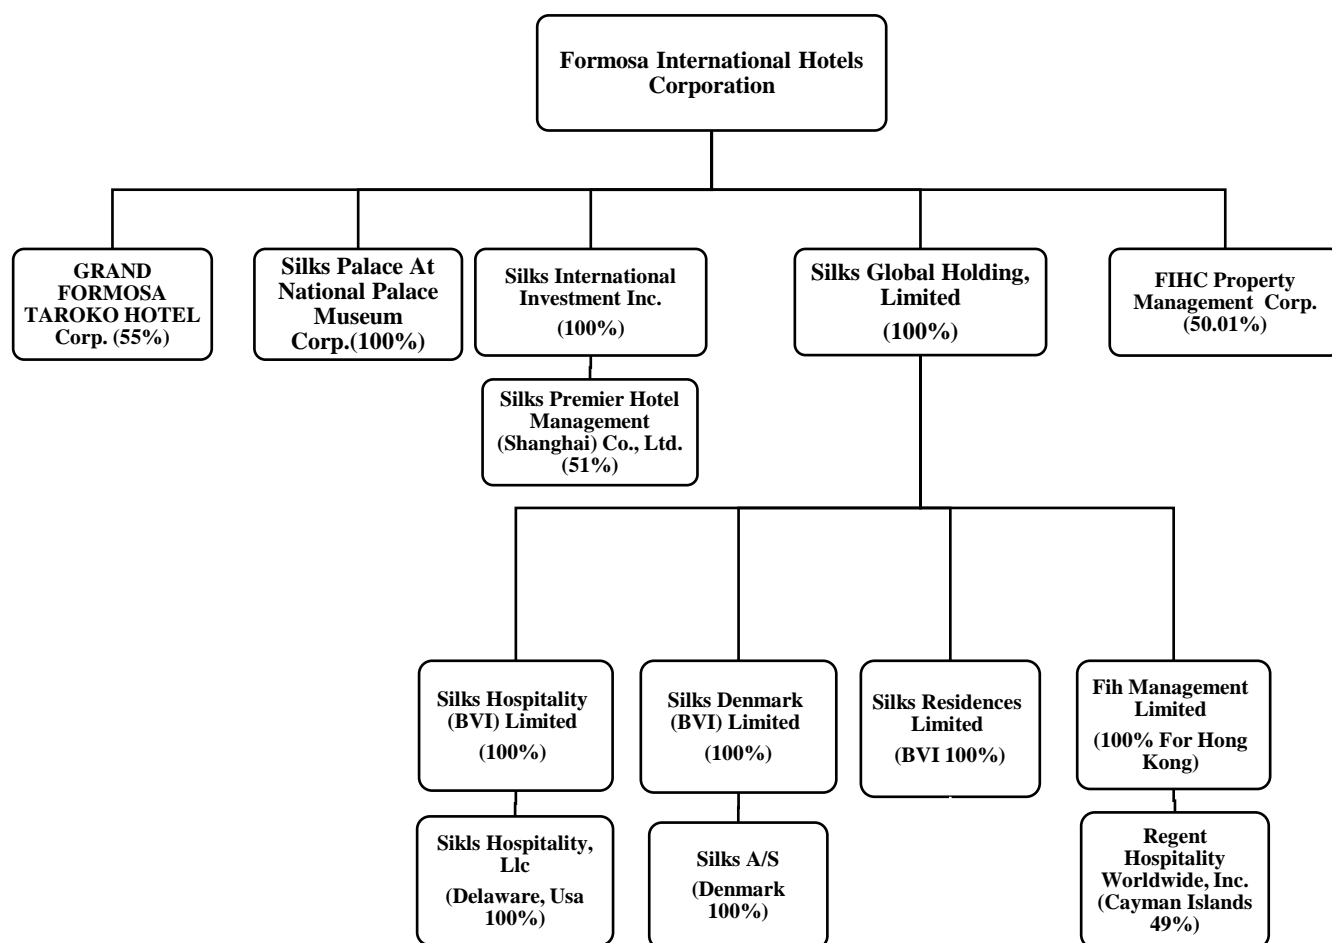 Formosa International Hotels
Corporation
GRAND
FORMOSA
TAROKO HOTEL
Corp. (55%)
Silks Palace At
National Palace
Museum
Corp.(100%)
Silks International
Investment Inc.
(100%)
Silks Global Holding,
Limited
(100%)
FIHC Property
Management Corp.
(50.01%)
Silks Premier Hotel
Management
(Shanghai) Co., Ltd.
(51%)
Silks Hospitality
(BVI) Limited
(100%)
Silks Denmark
(BVI) Limited
(100%)
Silks Residences
Limited
(BVI 100%)
Fih Management
Limited
(100% For Hong
Kong)
Sikls Hospitality,
Llc
(Delaware, Usa
100%)
Silks A/S
(Denmark
100%)
Regent
Hospitality
Worldwide, Inc.
(Cayman Islands
49%)